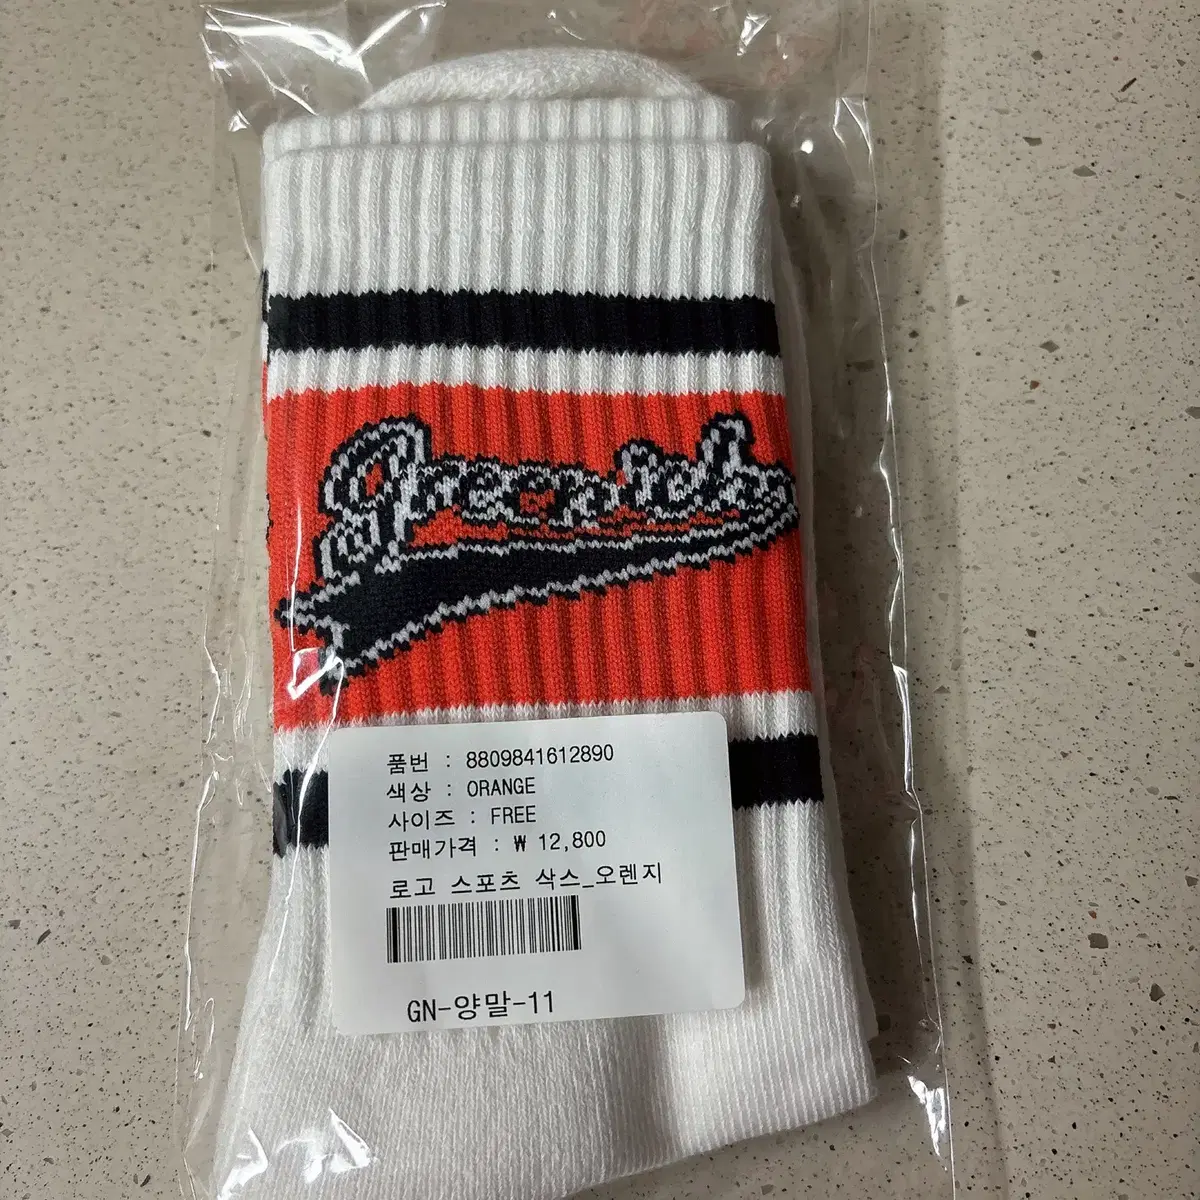 품번 : 8809841612890
색상 : ORANGE
사이즈 : FREE
판매가격 : ₩ 12,800
로고 스포츠 삭스_오렌지
GN-양말-11